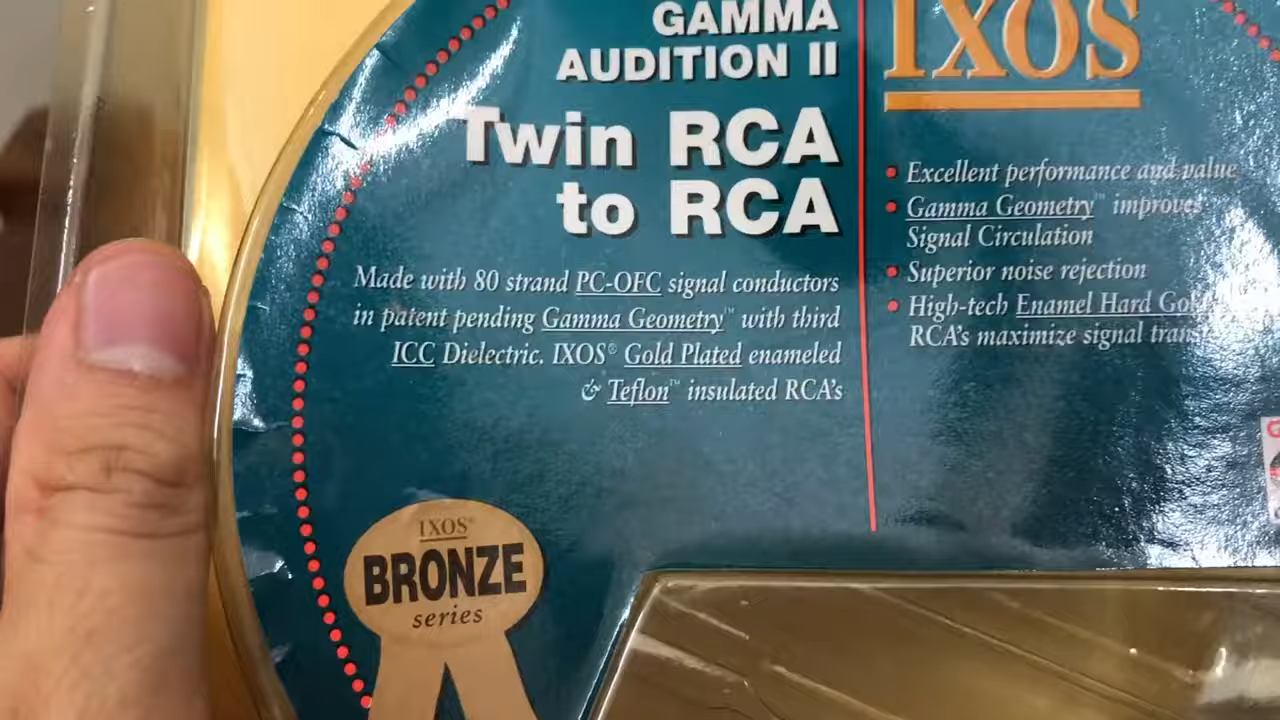 GAMMA
AUDITION II
Twin RCA
to RCA
Made with 80 strand PC-OFC signal conductors
in patent pending Gamma Geometry™ with third
ICC Dielectric. IXOS® Gold Plated enameled
& Teflon™ insulated RCA's
IXOS®
BRONZE
series
IXOS
• Excellent performance and value
• Gamma Geometry™ improves
Signal Circulation
• Superior noise rejection
• High-tech Enamel Hard Gold
RCA's maximize signal